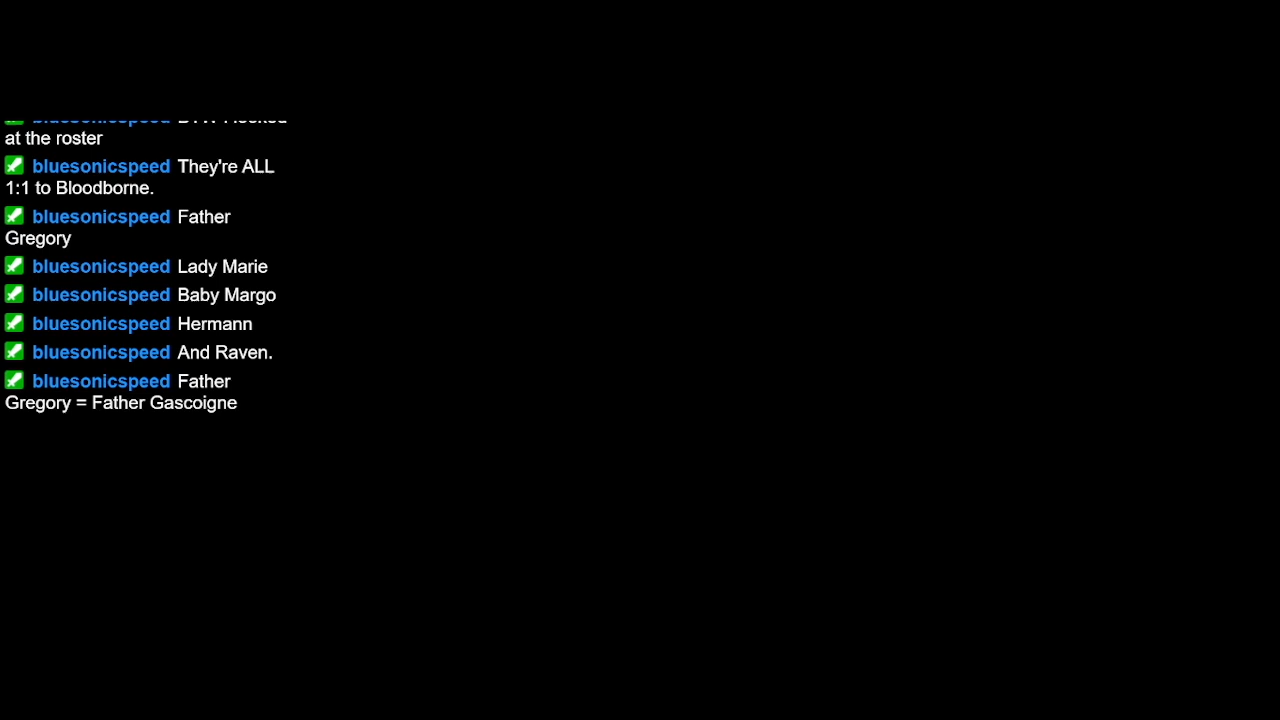 at the roster
bluesonicspeed They're ALL
1:1 to Bloodborne.
bluesonicspeed Father
Gregory
bluesonicspeed Lady Marie
bluesonicspeed Baby Margo
bluesonicspeed Hermann
bluesonicspeed And Raven.
bluesonicspeed Father
Gregory = Father Gascoigne